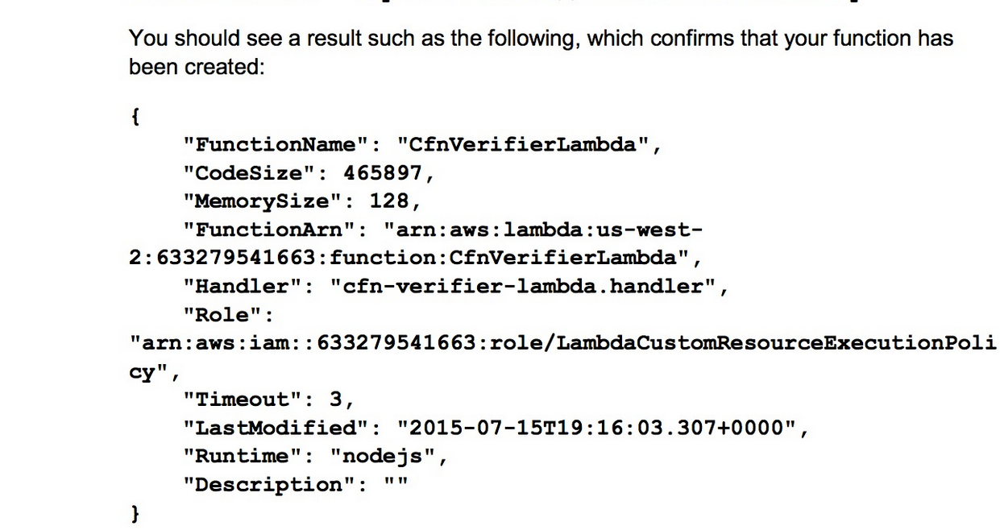 You should see a result such as the following, which confirms that your function has
been created:
{
"FunctionName": "CfnVerifierLambda",
"CodeSize": 465897,
"MemorySize": 128,
"FunctionArn": "arn:aws:lambda:us-west-
2:633279541663:function:CfnVerifierLambda",
"Handler": "cfn-verifier-lambda.handler",
"Role":
"arn:aws:iam::633279541663:role/LambdaCustomResourceExecutionPoli
cy",
"Timeout": 3,
"LastModified": "2015-07-15T19:16:03.307+0000",
"Runtime": "nodejs",
"Description": ""
}